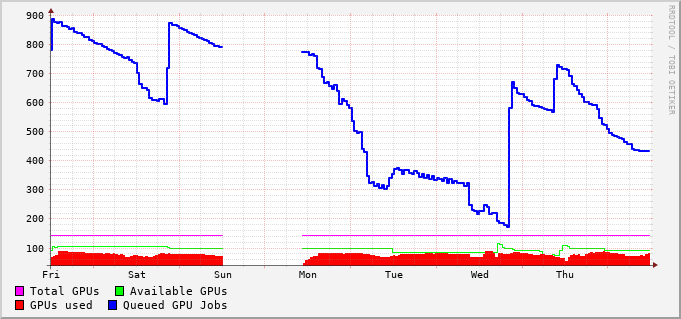 RRDTOOL / TOBI OETIKER
900
800
700
600
500
400
300
200
100
Fri Sat Sun Mon Tue Wed Thu
Total GPUs Available GPUs
GPUs used Queued GPU Jobs